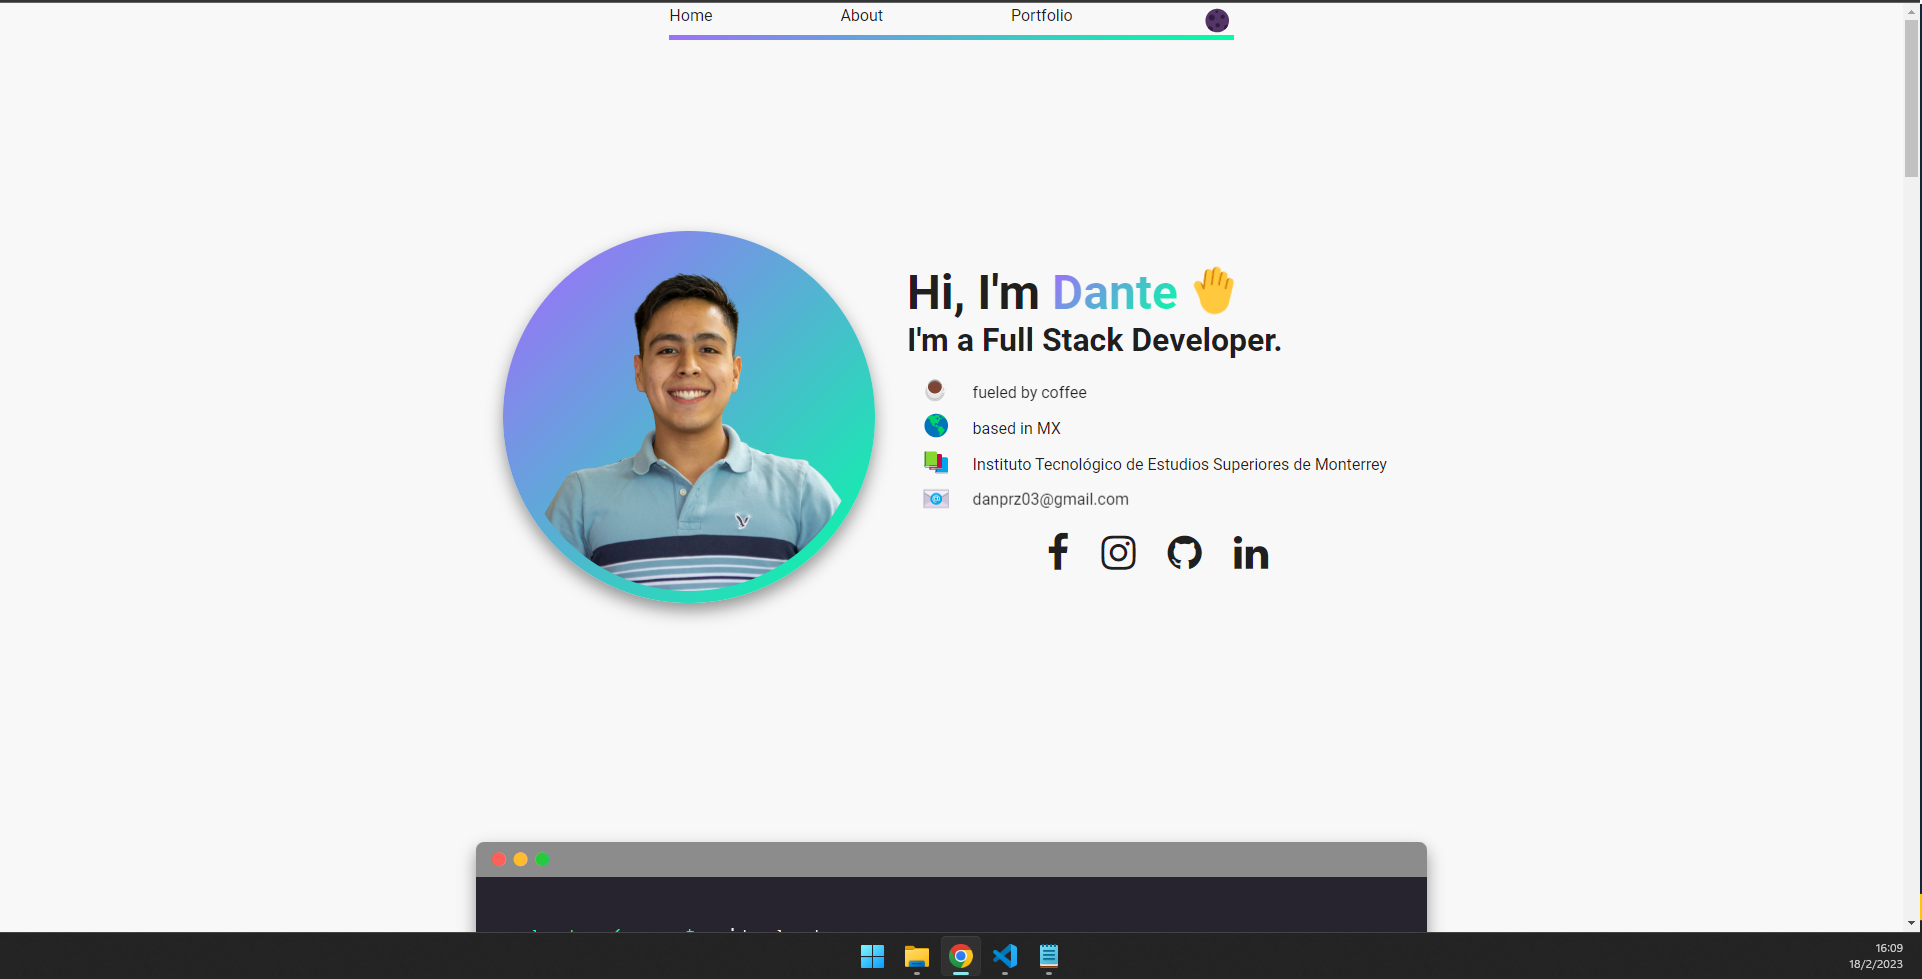 Home About Portfolio
Hi, I'm Dante
I'm a Full Stack Developer.
fueled by coffee
based in MX
Instituto Tecnológico de Estudios Superiores de Monterrey
danprz03@gmail.com
16:09
18/2/2023